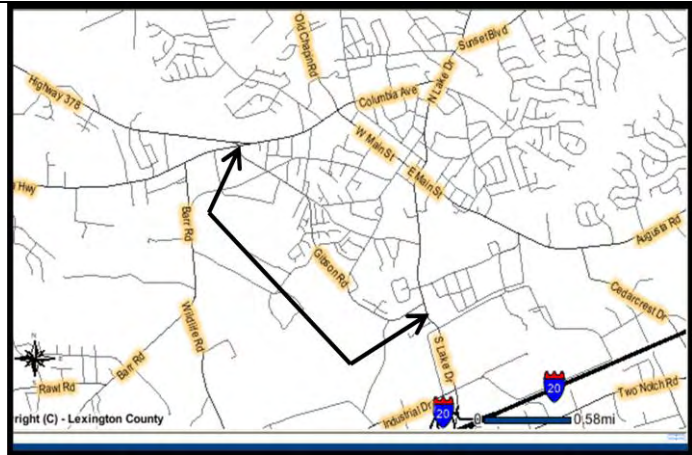 Old Chapin Rd
Sunset Blvd
N Lake Dr
Highway 378
Columbia Ave
W Main St
E Main St
Hwy
Barr Rd
Augusta Rd
Gibson Rd
Cedarcrest Dr
Wildlife Rd
S Lake Dr
Barr Rd
Rawl Rd
20
Two Notch Rd
Industrial Dr
20
0 0.58mi
right (C) - Lexington County